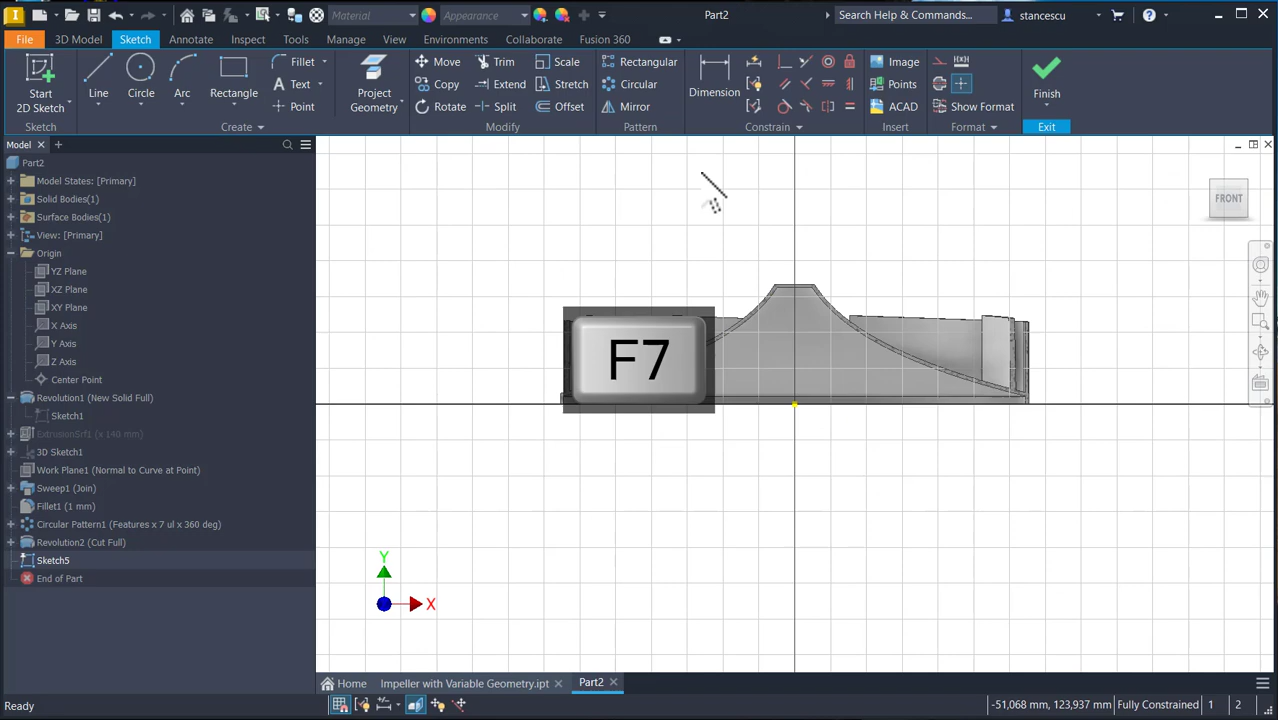 Material
Appearance
Part2
Search Help & Commands...
stancescu
File
3D Model
Sketch
Annotate
Inspect
Tools
Manage
View
Environments
Collaborate
Fusion 360
Start
2D Sketch
Line
Circle
Arc
Rectangle
Fillet
Text
Point
Project
Geometry
Move
Copy
Rotate
Trim
Extend
Split
Scale
Stretch
Offset
Rectangular
Circular
Mirror
Dimension
Image
Points
ACAD
Show Format
Finish
Sketch
Create
Modify
Pattern
Constrain
Insert
Format
Exit
Model
Part2
Model States: [Primary]
Solid Bodies(1)
Surface Bodies(1)
View: [Primary]
Origin
YZ Plane
XZ Plane
XY Plane
X Axis
Y Axis
Z Axis
Center Point
Revolution1 (New Solid Full)
Sketch1
ExtrusionSrf1 (x 140 mm)
3D Sketch1
Work Plane1 (Normal to Curve at Point)
Sweep1 (Join)
Fillet1 (1 mm)
Circular Pattern1 (Features x 7 ul x 360 deg)
Revolution2 (Cut Full)
Sketch5
End of Part
FRONT
F7
Y
X
Home
Impeller with Variable Geometry.ipt
Part2
Ready
-51,068 mm, 123,937 mm
Fully Constrained
1
2